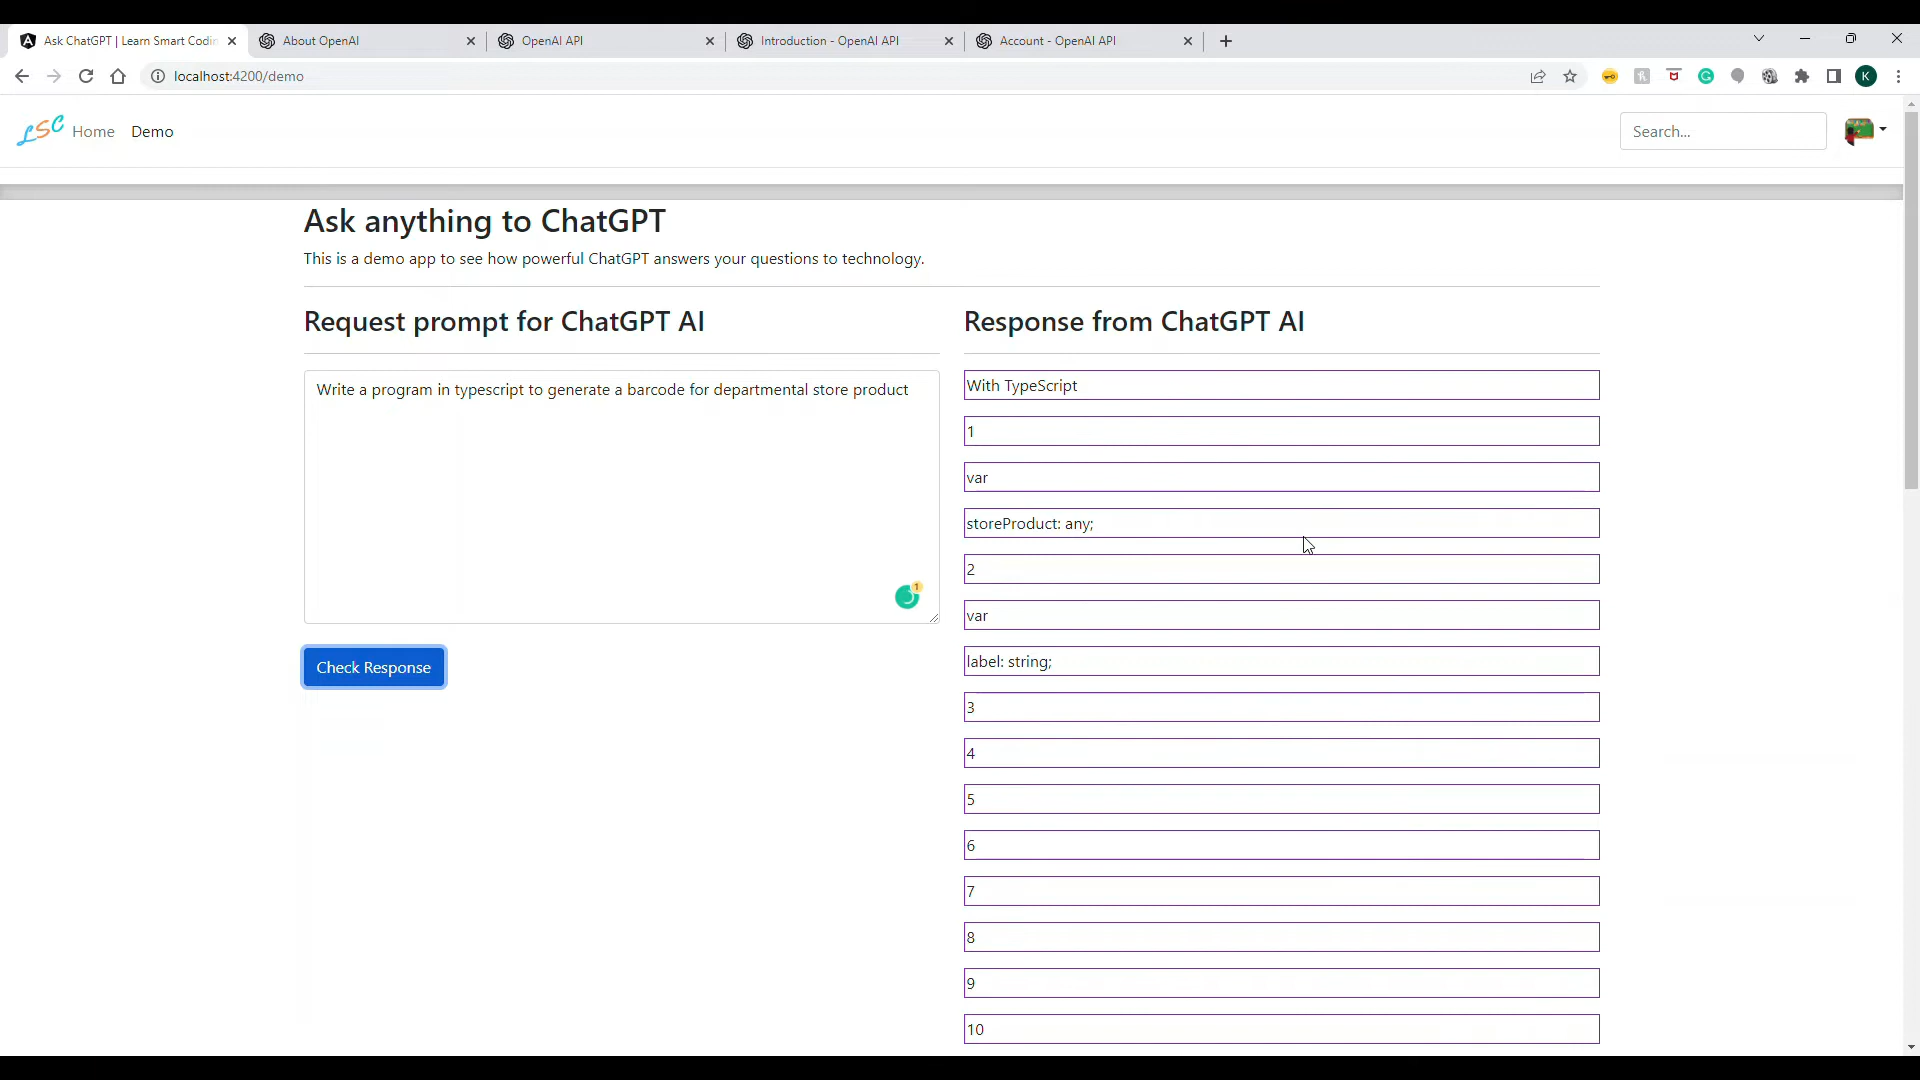 Ask ChatGPT | Learn Smart Codin
About OpenAI
OpenAI API
Introduction - OpenAI API
Account - OpenAI API
localhost:4200/demo
K
LSC
Home
Demo
Search...
Ask anything to ChatGPT
This is a demo app to see how powerful ChatGPT answers your questions to technology.
Request prompt for ChatGPT AI
Write a program in typescript to generate a barcode for departmental store product
1
Check Response
Response from ChatGPT AI
With TypeScript
1
var
storeProduct: any;
2
var
label: string;
3
4
5
6
7
8
9
10